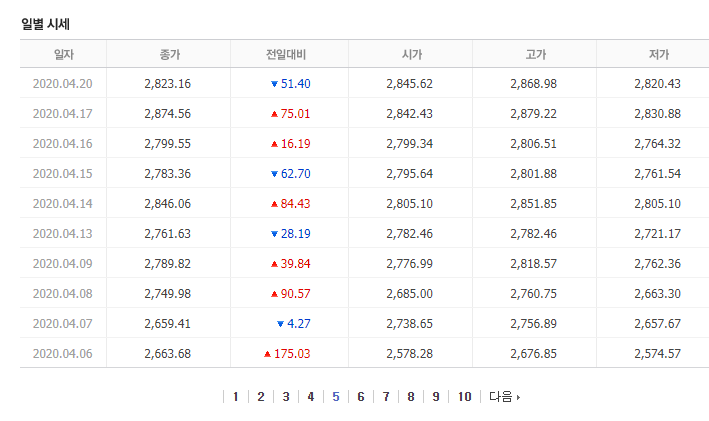 일별 시세
일자 종가 전일대비 시가 고가 저가
2020.04.20 2,823.16 ▼ 51.40 2,845.62 2,868.98 2,820.43
2020.04.17 2,874.56 ▲ 75.01 2,842.43 2,879.22 2,830.88
2020.04.16 2,799.55 ▲ 16.19 2,799.34 2,806.51 2,764.32
2020.04.15 2,783.36 ▼ 62.70 2,795.64 2,801.88 2,761.54
2020.04.14 2,846.06 ▲ 84.43 2,805.10 2,851.85 2,805.10
2020.04.13 2,761.63 ▼ 28.19 2,782.46 2,782.46 2,721.17
2020.04.09 2,789.82 ▲ 39.84 2,776.99 2,818.57 2,762.36
2020.04.08 2,749.98 ▲ 90.57 2,685.00 2,760.75 2,663.30
2020.04.07 2,659.41 ▼ 4.27 2,738.65 2,756.89 2,657.67
2020.04.06 2,663.68 ▲ 175.03 2,578.28 2,676.85 2,574.57
1 2 3 4 5 6 7 8 9 10 다음 ›